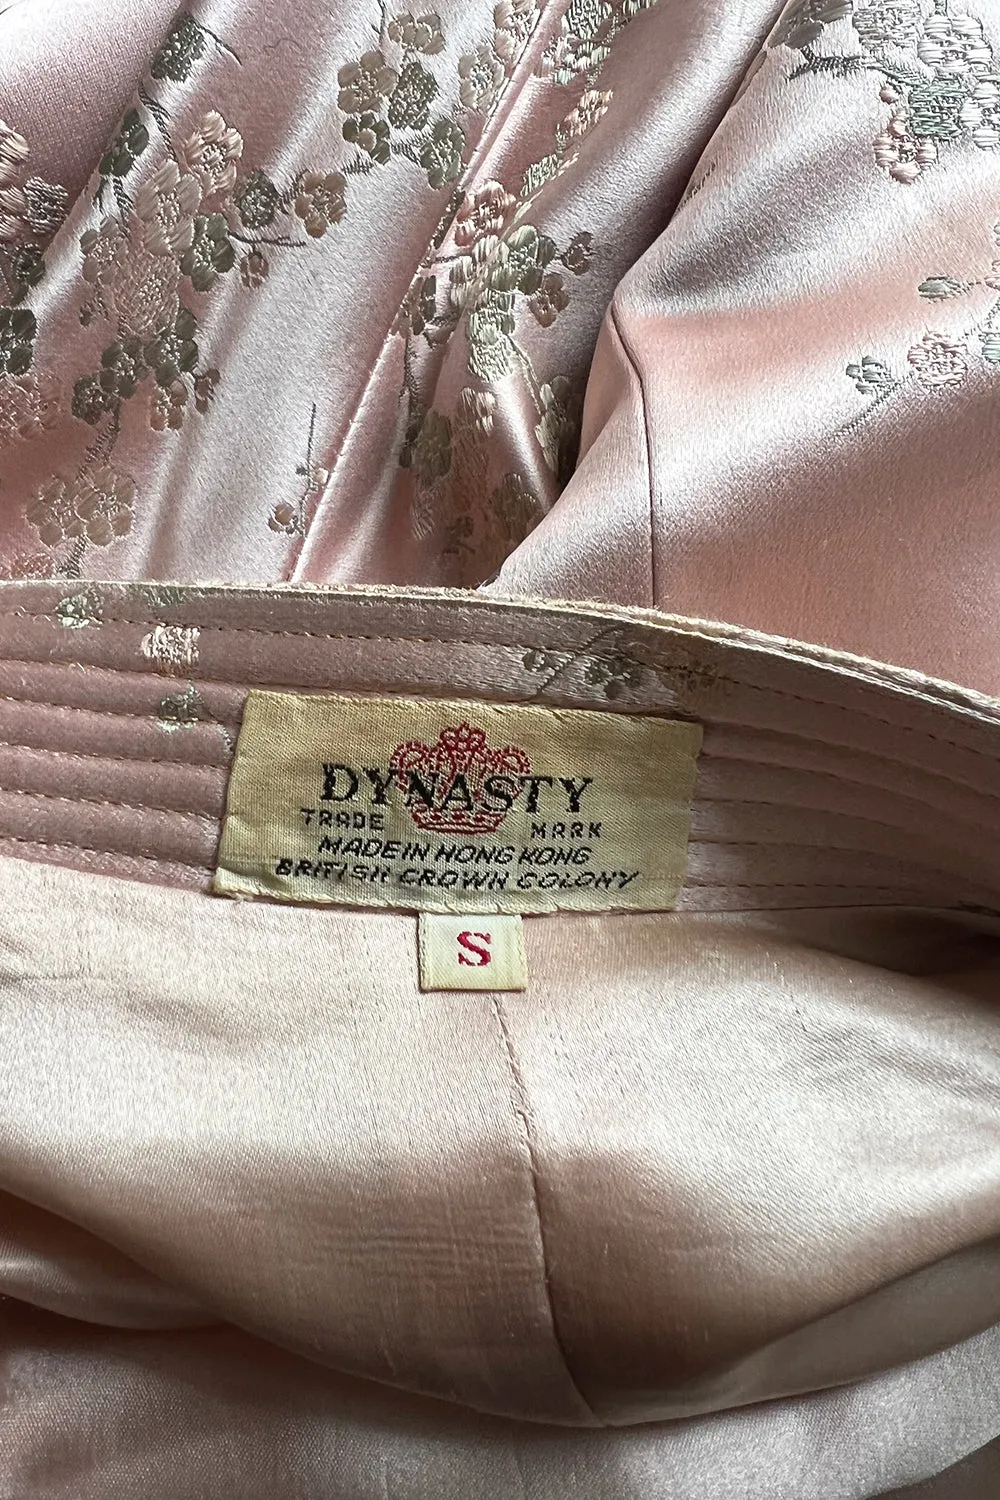 DYNASTY
TRADE MARK
MADE IN HONG KONG
BRITISH CROWN COLONY
S